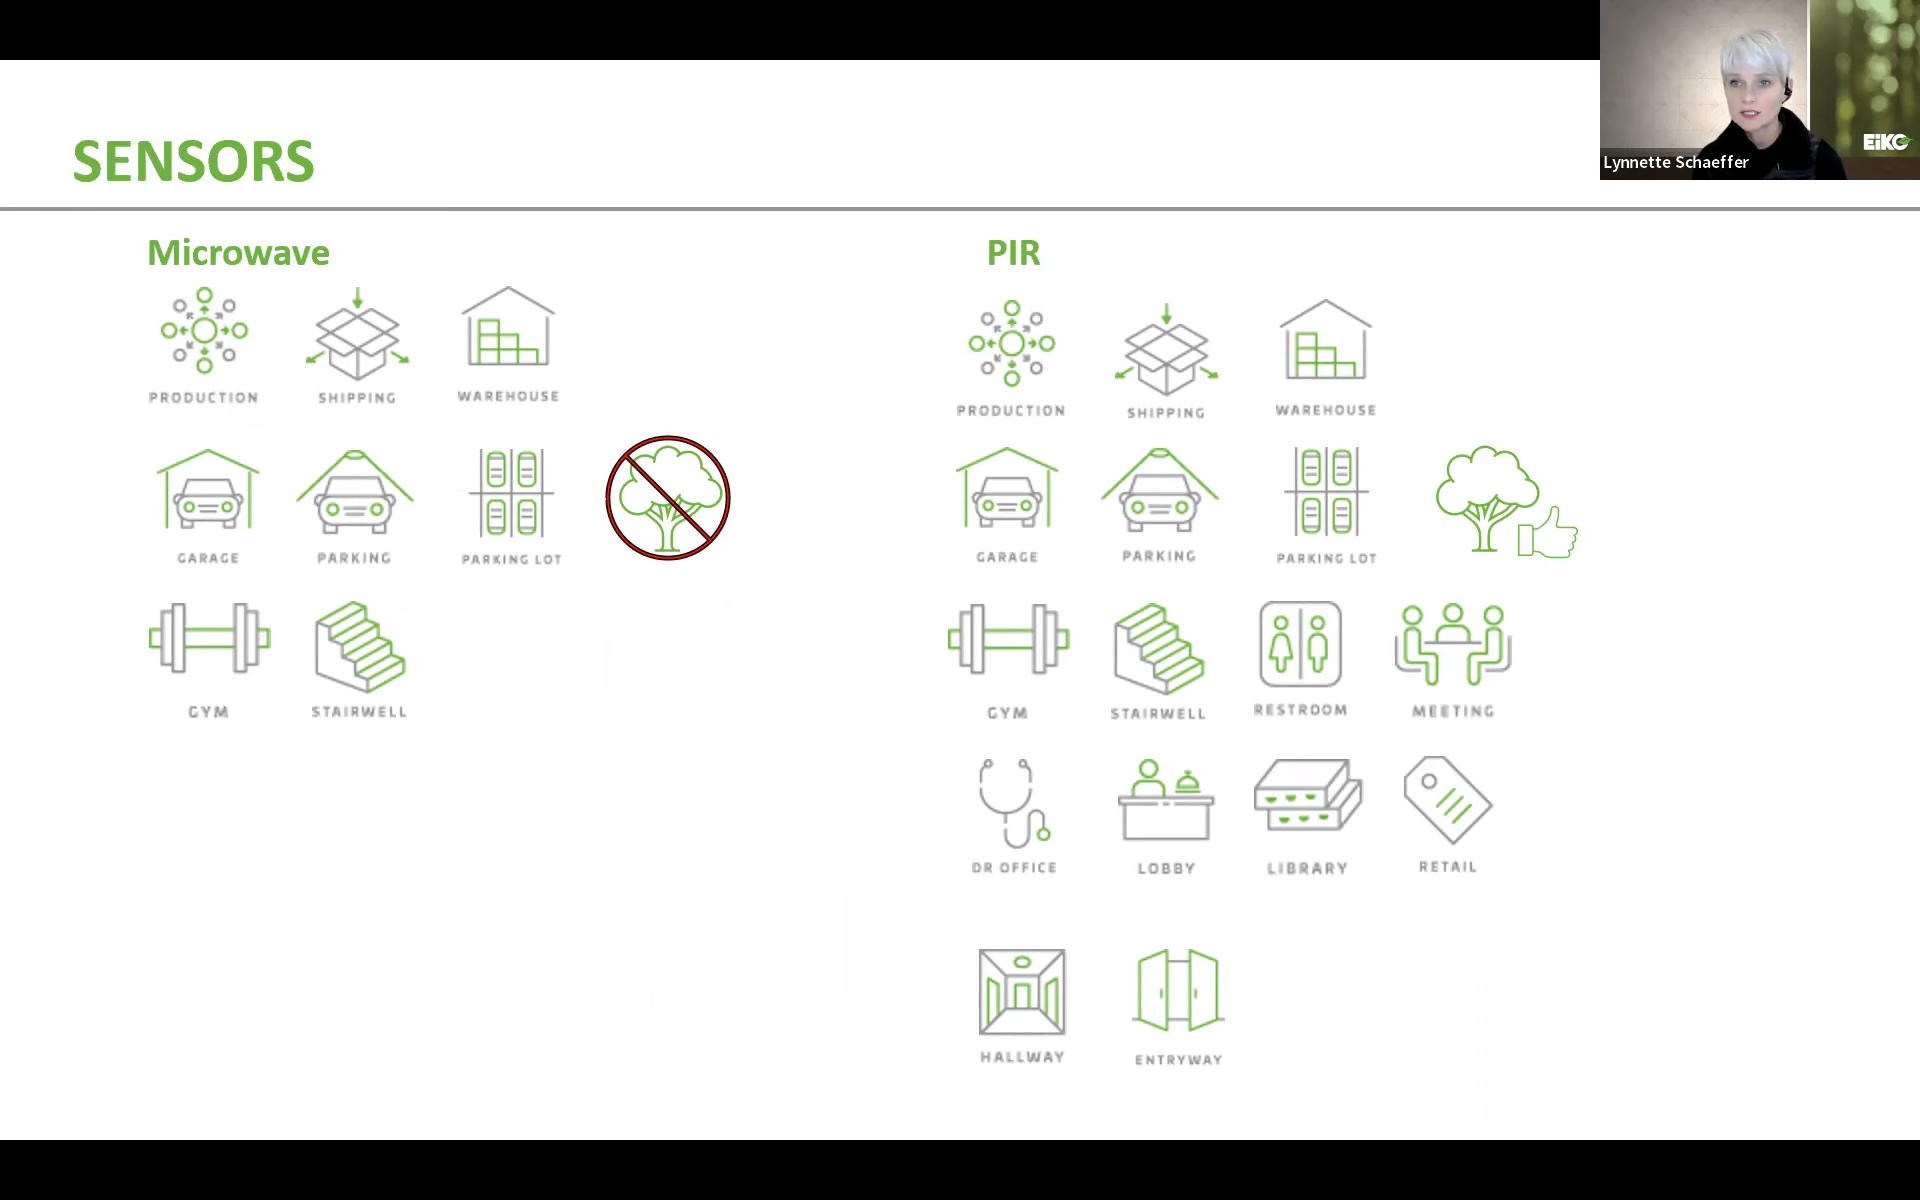 EiKO
Lynnette Schaeffer
SENSORS
Microwave
PRODUCTION
SHIPPING
WAREHOUSE
GARAGE
PARKING
PARKING LOT
GYM
STAIRWELL
PIR
PRODUCTION
SHIPPING
WAREHOUSE
GARAGE
PARKING
PARKING LOT
GYM
STAIRWELL
RESTROOM
MEETING
DR OFFICE
LOBBY
LIBRARY
RETAIL
HALLWAY
ENTRYWAY